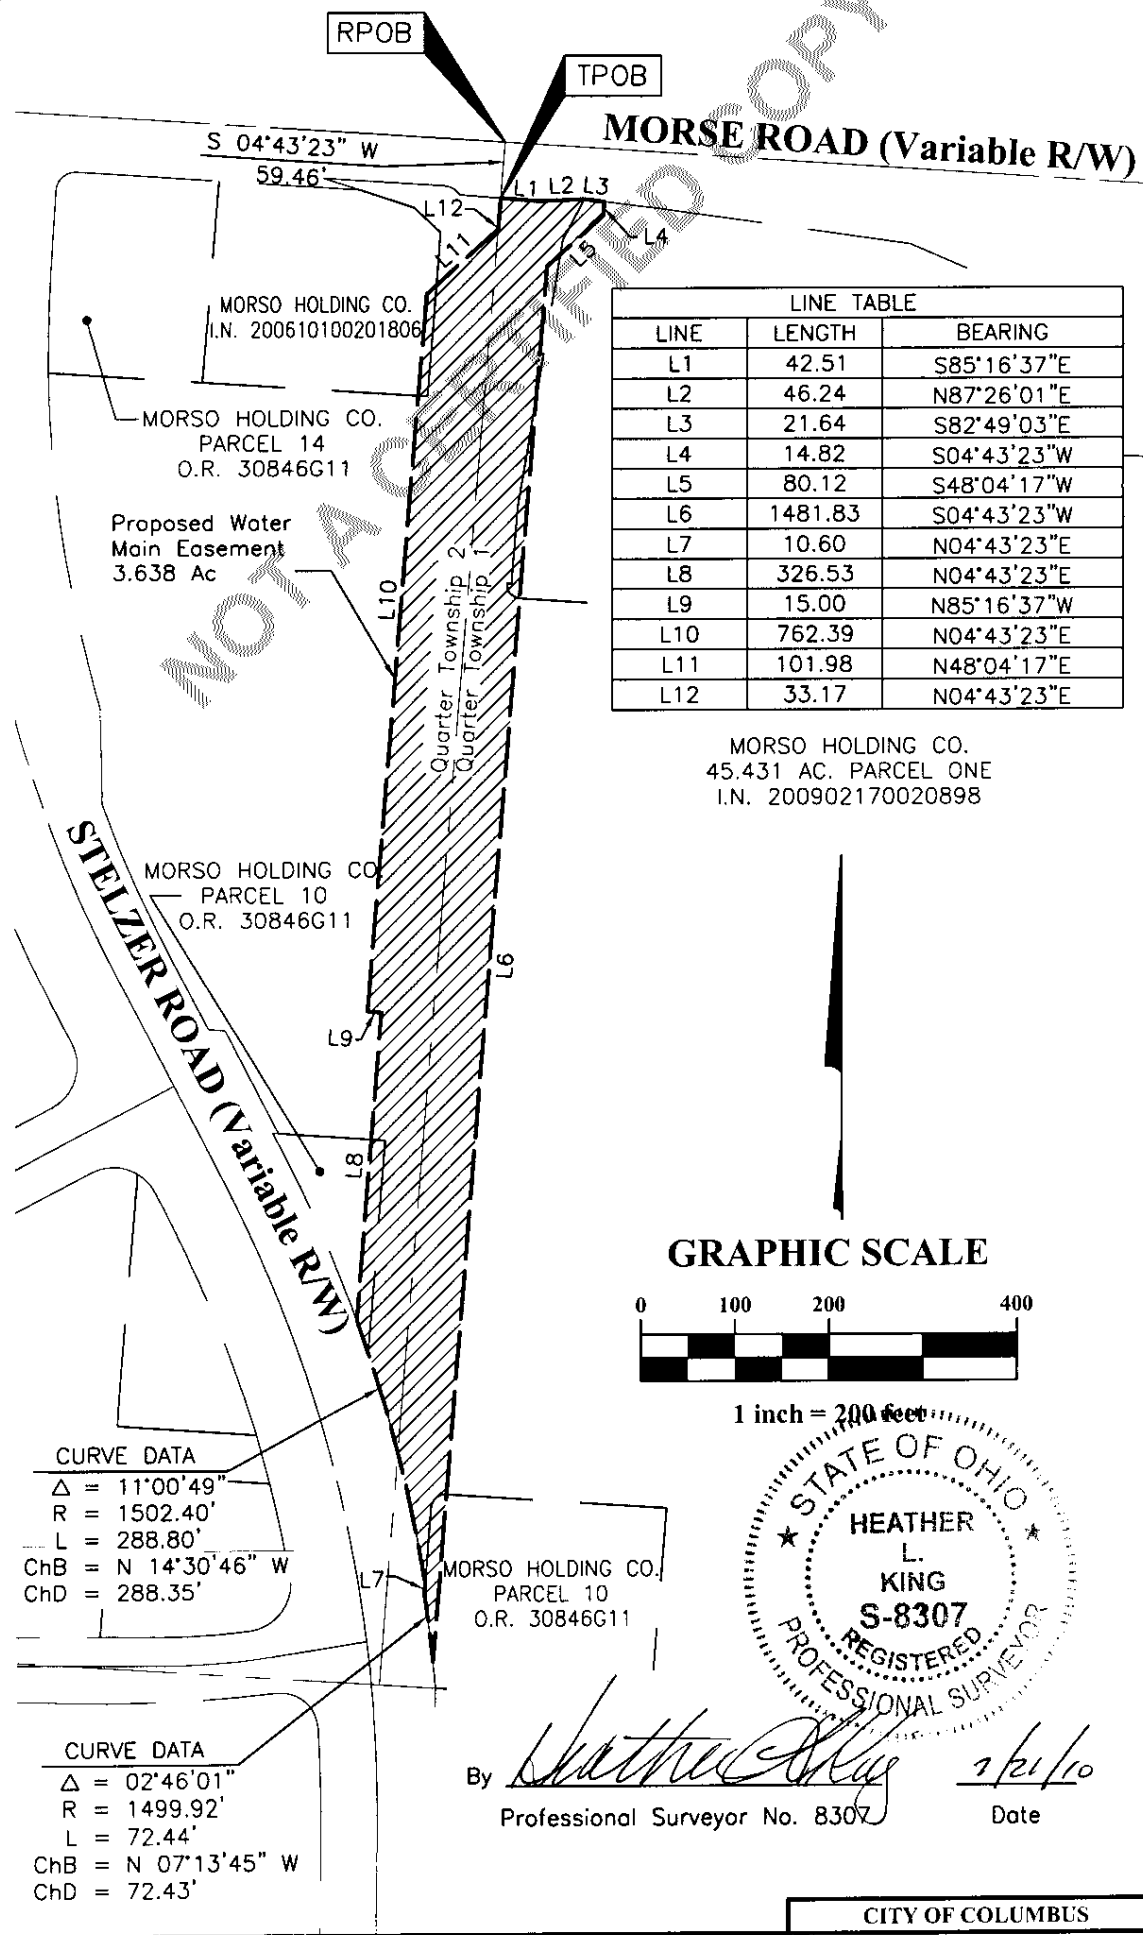 RPOB
TPOB
MORSE ROAD (Variable R/W)
S 04°43'23" W
59.46'
L1 L2 L3
L12
L4
L11
L5
MORSO HOLDING CO.
I.N. 200610100201806
MORSO HOLDING CO.
PARCEL 14
O.R. 30846G11
LINE TABLE
LINE LENGTH BEARING
L1 42.51 S85°16'37"E
L2 46.24 N87°26'01"E
L3 21.64 S82°49'03"E
L4 14.82 S04°43'23"W
L5 80.12 S48°04'17"W
L6 1481.83 S04°43'23"W
L7 10.60 N04°43'23"E
L8 326.53 N04°43'23"E
L9 15.00 N85°16'37"W
L10 762.39 N04°43'23"E
L11 101.98 N48°04'17"E
L12 33.17 N04°43'23"E
Proposed Water
Main Easement
3.638 Ac
L10
Quarter Township 2
Quarter Township 1
NOT A CERTIFIED COPY
MORSO HOLDING CO.
45.431 AC. PARCEL ONE
I.N. 200902170020898
STELZER ROAD (Variable R/W)
MORSO HOLDING CO
PARCEL 10
O.R. 30846G11
L6
L9
L8
GRAPHIC SCALE
0 100 200 400
1 inch = 200 feet
CURVE DATA
Δ = 11°00'49"
R = 1502.40'
L = 288.80'
ChB = N 14°30'46" W
ChD = 288.35'
L7
MORSO HOLDING CO.
PARCEL 10
O.R. 30846G11
STATE OF OHIO
HEATHER
L.
KING
S-8307
REGISTERED
PROFESSIONAL SURVEYOR
CURVE DATA
Δ = 02°46'01"
R = 1499.92'
L = 72.44'
ChB = N 07°13'45" W
ChD = 72.43'
By Heather L King
Professional Surveyor No. 8307
Date
CITY OF COLUMBUS